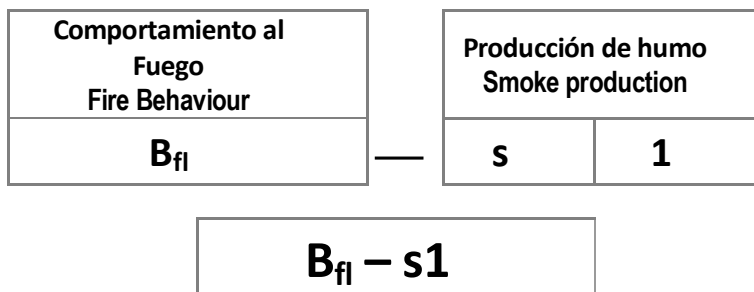 Comportamiento al
Fuego
Fire Behaviour
Producción de humo
Smoke production
Bfl — s 1
Bfl – s1